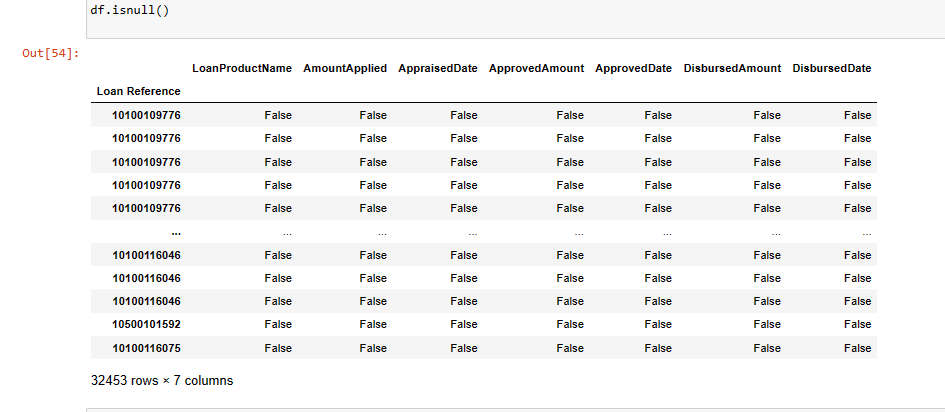 df.isnull()
Out[54]:
LoanProductName AmountApplied AppraisedDate ApprovedAmount ApprovedDate DisbursedAmount DisbursedDate
Loan Reference
10100109776 False False False False False False False
10100109776 False False False False False False False
10100109776 False False False False False False False
10100109776 False False False False False False False
10100109776 False False False False False False False
... ... ... ... ... ... ... ...
10100116046 False False False False False False False
10100116046 False False False False False False False
10100116046 False False False False False False False
10500101592 False False False False False False False
10100116075 False False False False False False False
32453 rows × 7 columns